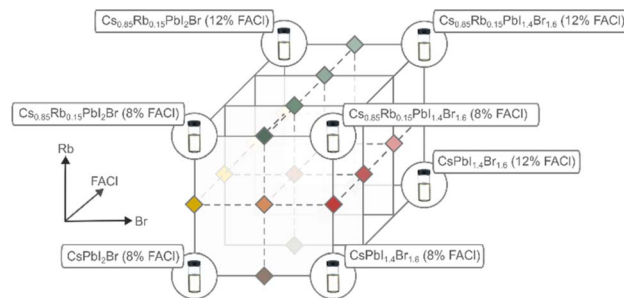 Cs₀.₈₅Rb₀.₁₅PbI₂Br (12% FACl)
Cs₀.₈₅Rb₀.₁₅PbI₁.₄Br₁.₆ (12% FACl)
Cs₀.₈₅Rb₀.₁₅PbI₂Br (8% FACl)
Cs₀.₈₅Rb₀.₁₅PbI₁.₄Br₁.₆ (8% FACl)
Rb
FACl
Br
CsPbI₁.₄Br₁.₆ (12% FACl)
CsPbI₂Br (8% FACl)
CsPbI₁.₄Br₁.₆ (8% FACl)